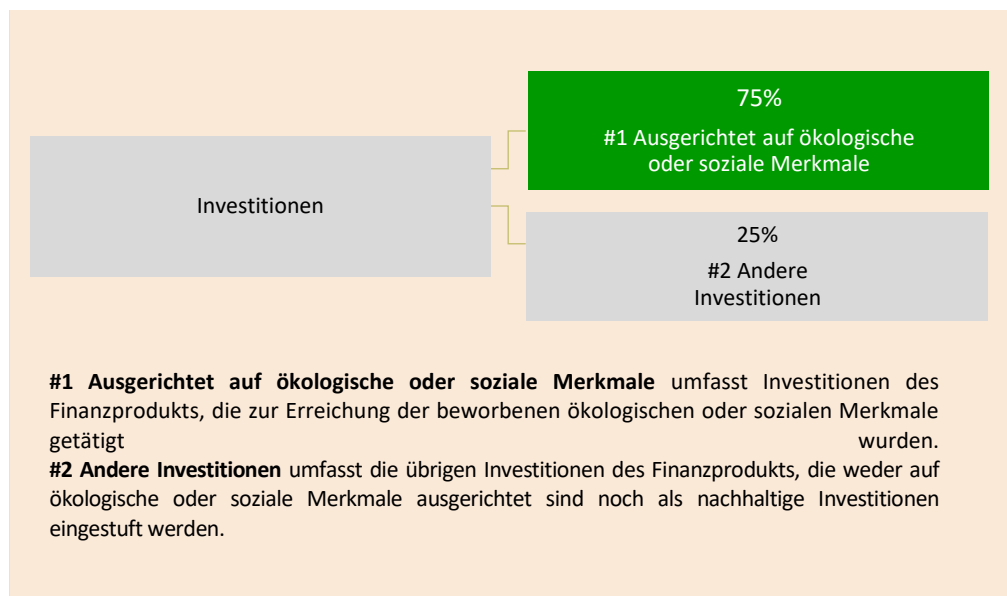 75%
#1 Ausgerichtet auf ökologische
oder soziale Merkmale
Investitionen
25%
#2 Andere
Investitionen
#1 Ausgerichtet auf ökologische oder soziale Merkmale umfasst Investitionen des
Finanzprodukts, die zur Erreichung der beworbenen ökologischen oder sozialen Merkmale
getätigt wurden.
#2 Andere Investitionen umfasst die übrigen Investitionen des Finanzprodukts, die weder auf
ökologische oder soziale Merkmale ausgerichtet sind noch als nachhaltige Investitionen
eingestuft werden.